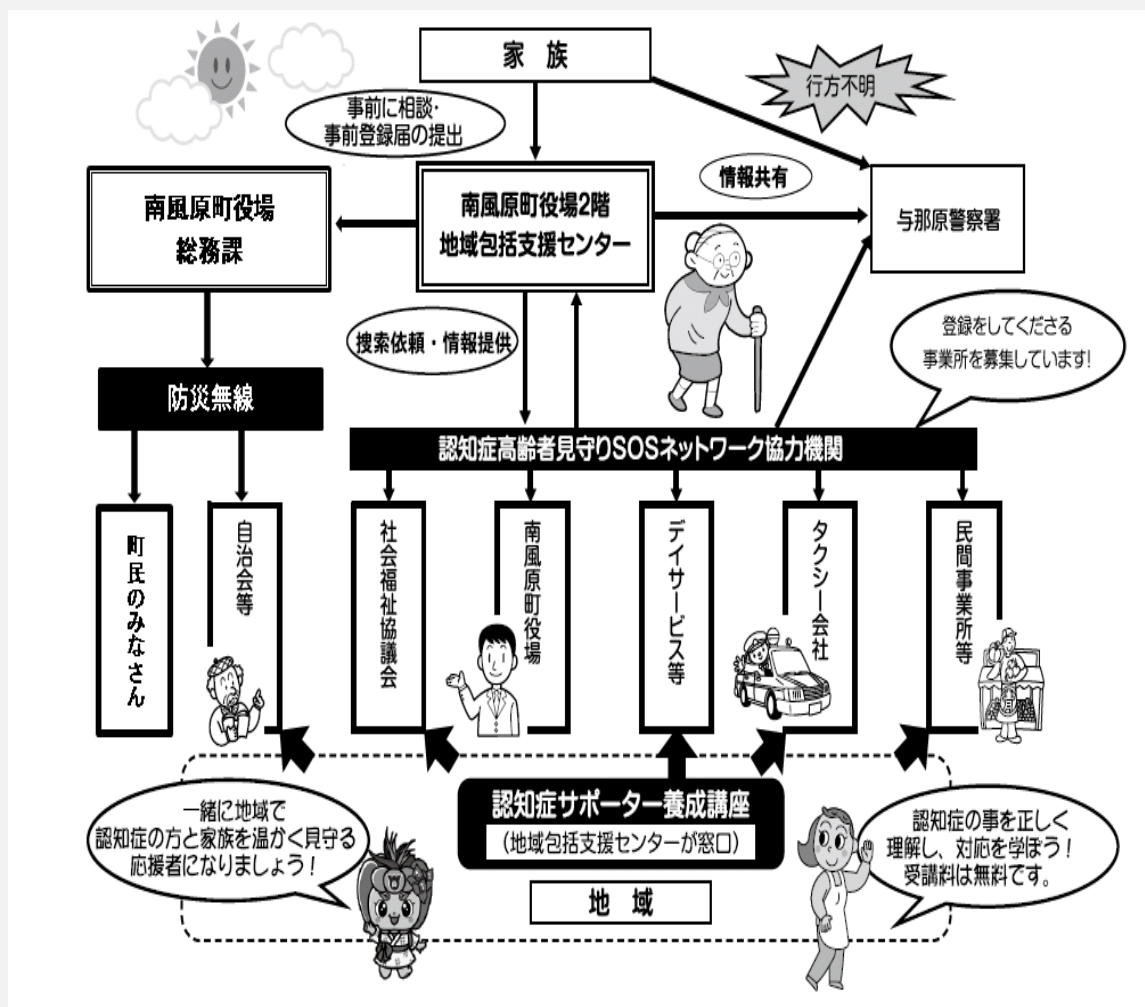 家　族
行方不明
事前に相談・
事前登録届の提出
情報共有
南風原町役場
総務課
南風原町役場2階
地域包括支援センター
与那原警察署
捜索依頼・情報提供
登録をしてくださる
事業所を募集しています!
防災無線
認知症高齢者見守りSOSネットワーク協力機関
町民のみなさん
自治会等
社会福祉協議会
南風原町役場
デイサービス等
タクシー会社
民間事業所等
一緒に地域で
認知症の方と家族を温かく見守る
応援者になりましょう！
認知症サポーター養成講座
（地域包括支援センターが窓口）
認知症の事を正しく
理解し、対応を学ぼう！
受講料は無料です。
地　域